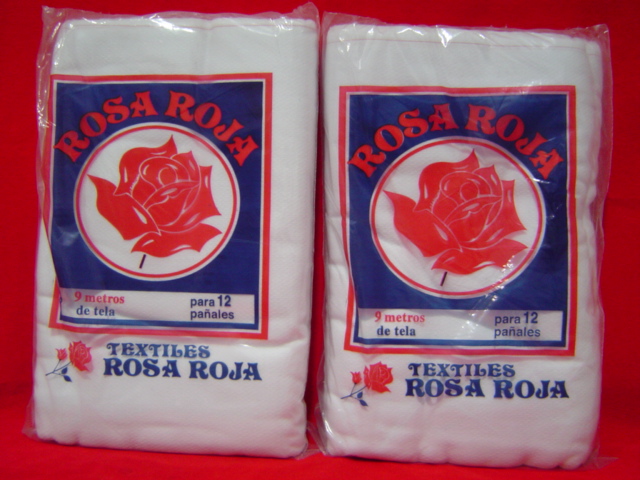 ROSA ROJA
9 metros
de tela
para 12
pañales
TEXTILES
ROSA ROJA
ROSA ROJA
9 metros
de tela
para 12
pañales
TEXTILES
ROSA ROJA